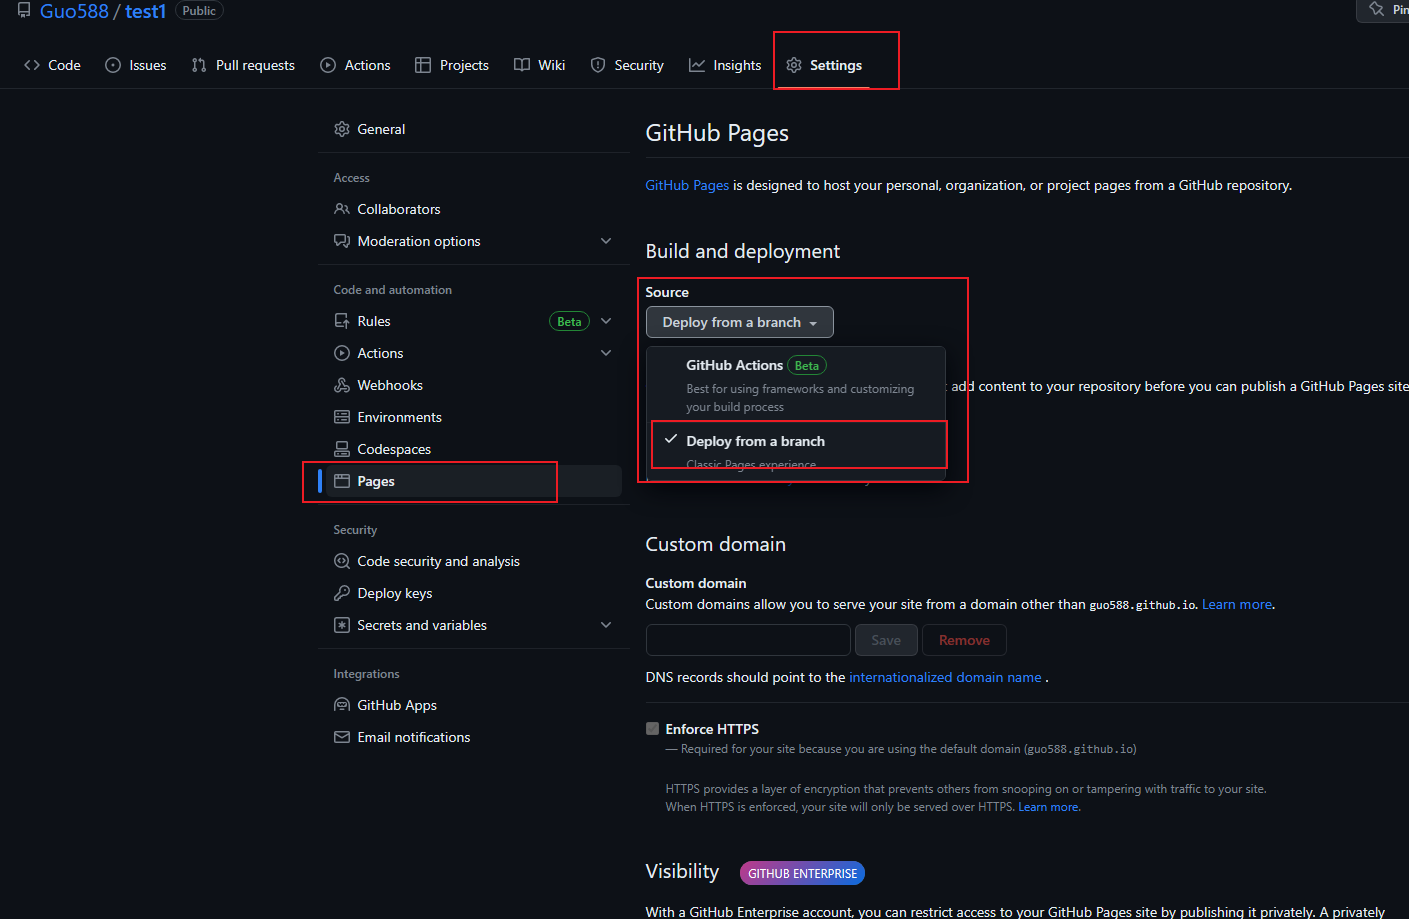 Guo588 / test1 Public
Pin
Code Issues Pull requests Actions Projects Wiki Security Insights Settings
General
Access
Collaborators
Moderation options
Code and automation
Rules Beta
Actions
Webhooks
Environments
Codespaces
Pages
Security
Code security and analysis
Deploy keys
Secrets and variables
Integrations
GitHub Apps
Email notifications
GitHub Pages
GitHub Pages is designed to host your personal, organization, or project pages from a GitHub repository.
Build and deployment
Source
Deploy from a branch
GitHub Actions Beta
Best for using frameworks and customizing
your build process
add content to your repository before you can publish a GitHub Pages site
Deploy from a branch
Classic Pages experience
Custom domain
Custom domain
Custom domains allow you to serve your site from a domain other than guo588.github.io. Learn more.
Save Remove
DNS records should point to the internationalized domain name .
Enforce HTTPS
— Required for your site because you are using the default domain (guo588.github.io)
HTTPS provides a layer of encryption that prevents others from snooping on or tampering with traffic to your site.
When HTTPS is enforced, your site will only be served over HTTPS. Learn more.
Visibility GITHUB ENTERPRISE
With a GitHub Enterprise account, you can restrict access to your GitHub Pages site by publishing it privately. A privately